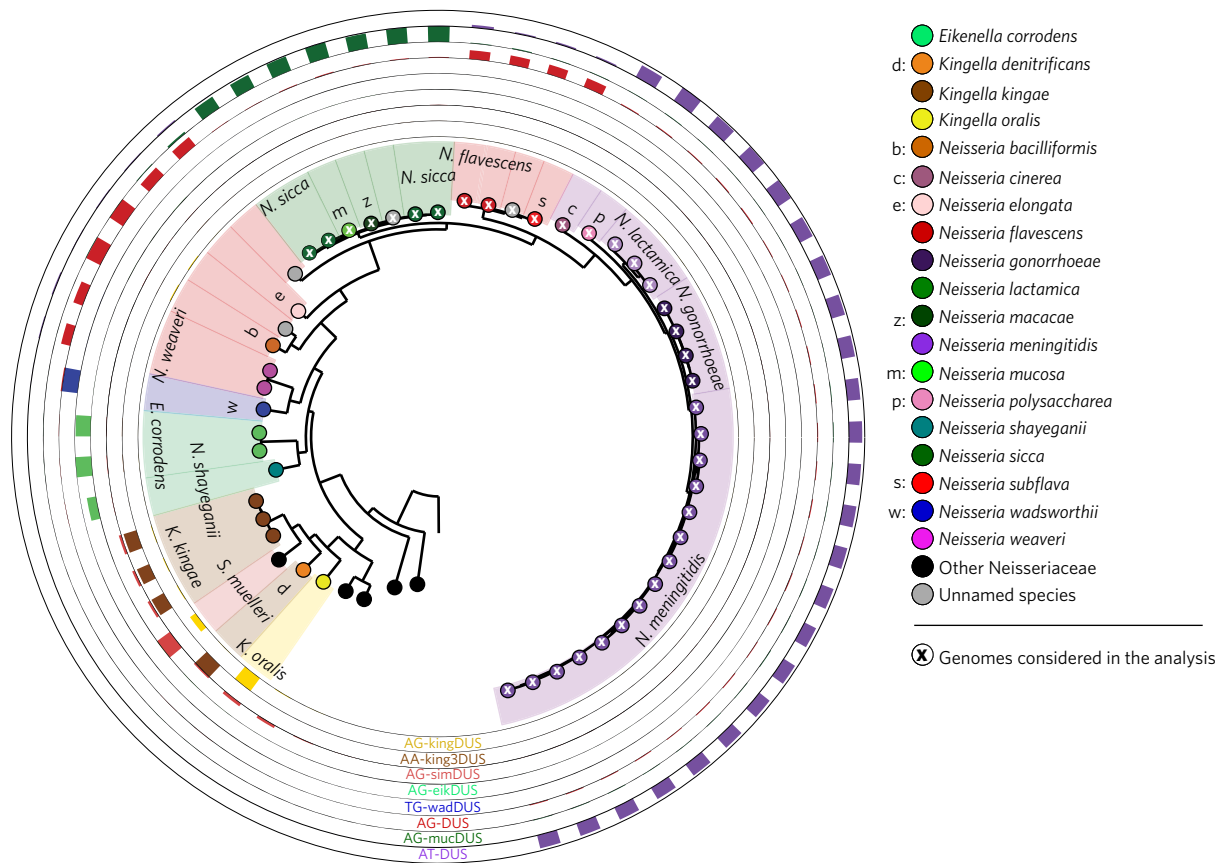 N. flavescens
N. sicca
N. sicca
z
m
s
c
p
N. lactamica
N. gonorrhoeae
e
b
N. weaveri
w
E. corrodens
N. shayeganii
K. kingae
S. muelleri
d
K. oralis
N. meningitidis
x x x x x x x x x x x x x x x x x x x x x x x x x x x x x x x x x x x
AG-kingDUS
AA-king3DUS
AG-simDUS
AG-eikDUS
TG-wadDUS
AG-DUS
AG-mucDUS
AT-DUS
Eikenella corrodens
d: Kingella denitrificans
Kingella kingae
Kingella oralis
b: Neisseria bacilliformis
c: Neisseria cinerea
e: Neisseria elongata
Neisseria flavescens
Neisseria gonorrhoeae
Neisseria lactamica
z: Neisseria macacae
Neisseria meningitidis
m: Neisseria mucosa
p: Neisseria polysaccharea
Neisseria shayeganii
Neisseria sicca
s: Neisseria subflava
w: Neisseria wadsworthii
Neisseria weaveri
Other Neisseriaceae
Unnamed species
x Genomes considered in the analysis